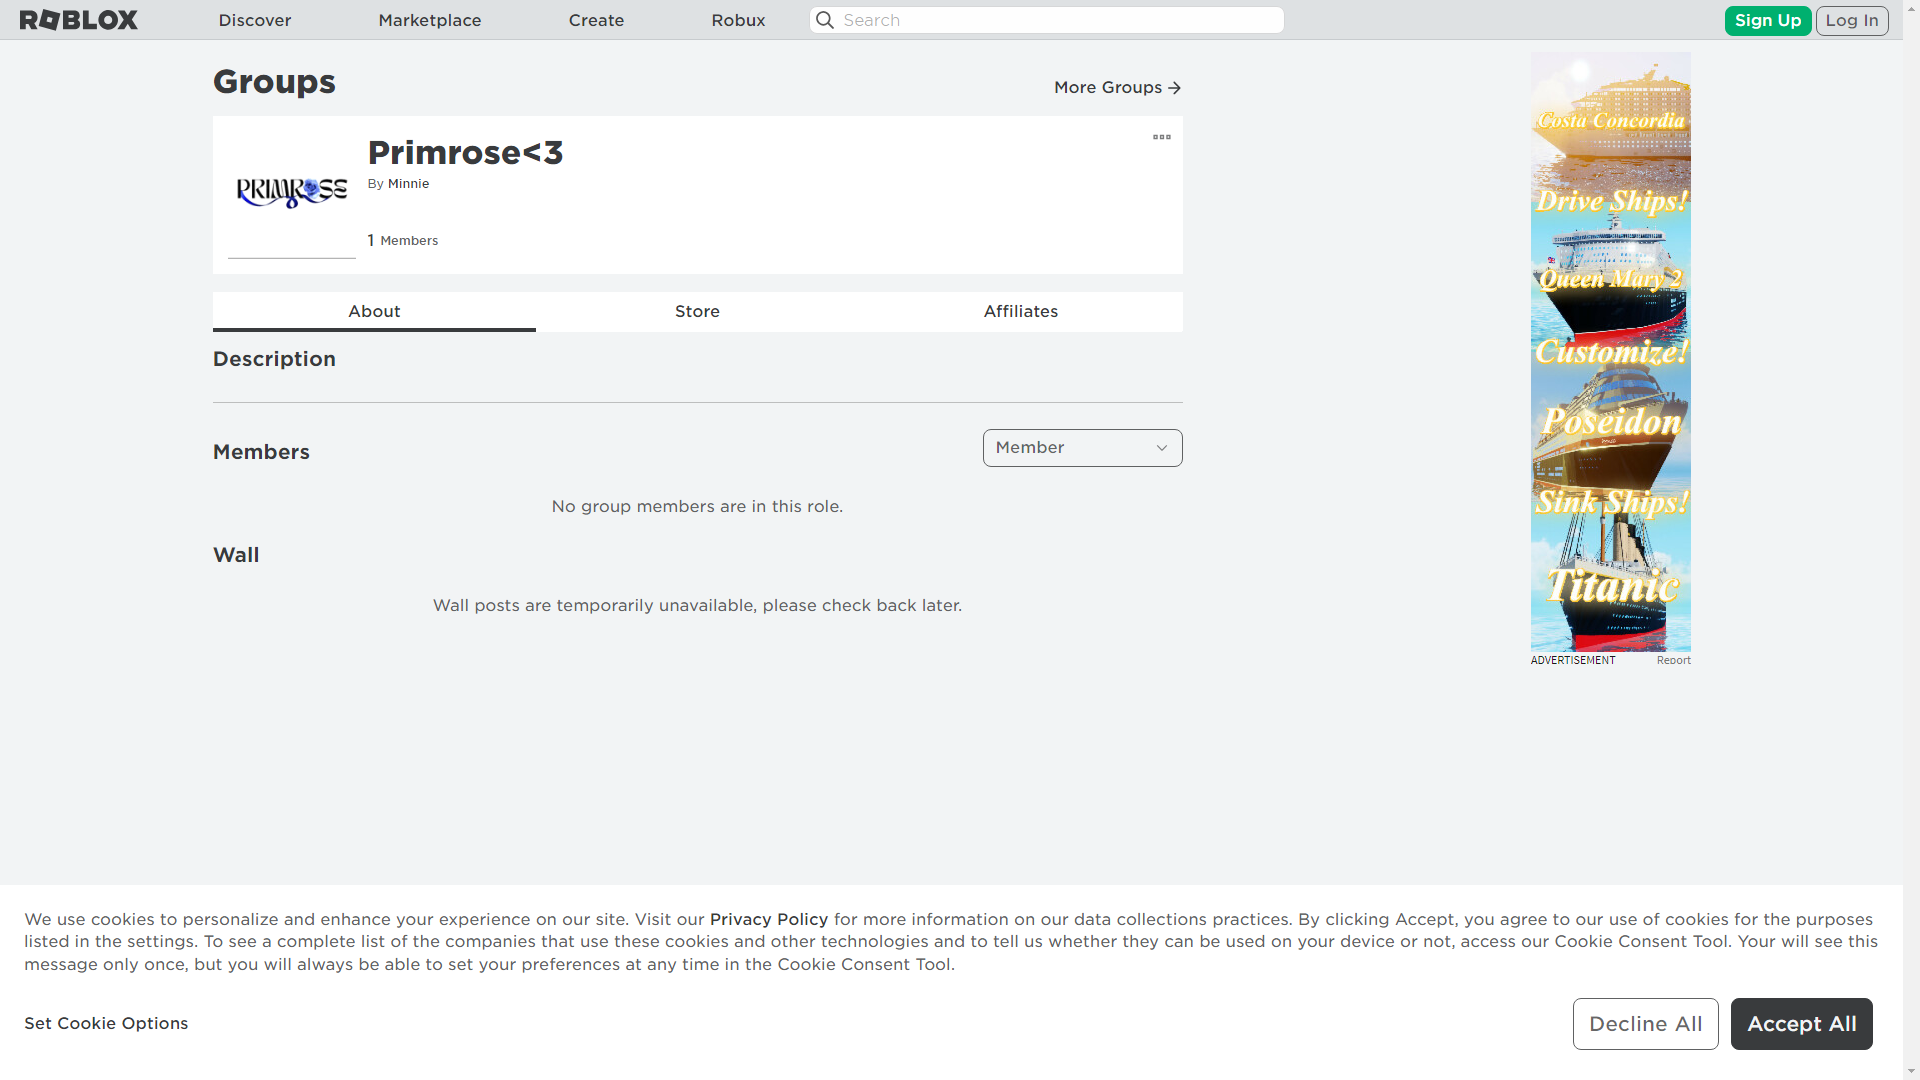 ROBLOX Discover Marketplace Create Robux Search Sign Up Log In
Groups
More Groups
Primrose<3
By Minnie
PRIMROSE
1 Members
About Store Affiliates
Description
Members
Member
No group members are in this role.
Wall
Wall posts are temporarily unavailable, please check back later.
Costa Concordia
Drive Ships!
Queen Mary 2
Customize!
Poseidon
Sink Ships!
Titanic
ADVERTISEMENT Report
We use cookies to personalize and enhance your experience on our site. Visit our Privacy Policy for more information on our data collections practices. By clicking Accept, you agree to our use of cookies for the purposes
listed in the settings. To see a complete list of the companies that use these cookies and other technologies and to tell us whether they can be used on your device or not, access our Cookie Consent Tool. Your will see this
message only once, but you will always be able to set your preferences at any time in the Cookie Consent Tool.
Set Cookie Options
Decline All
Accept All